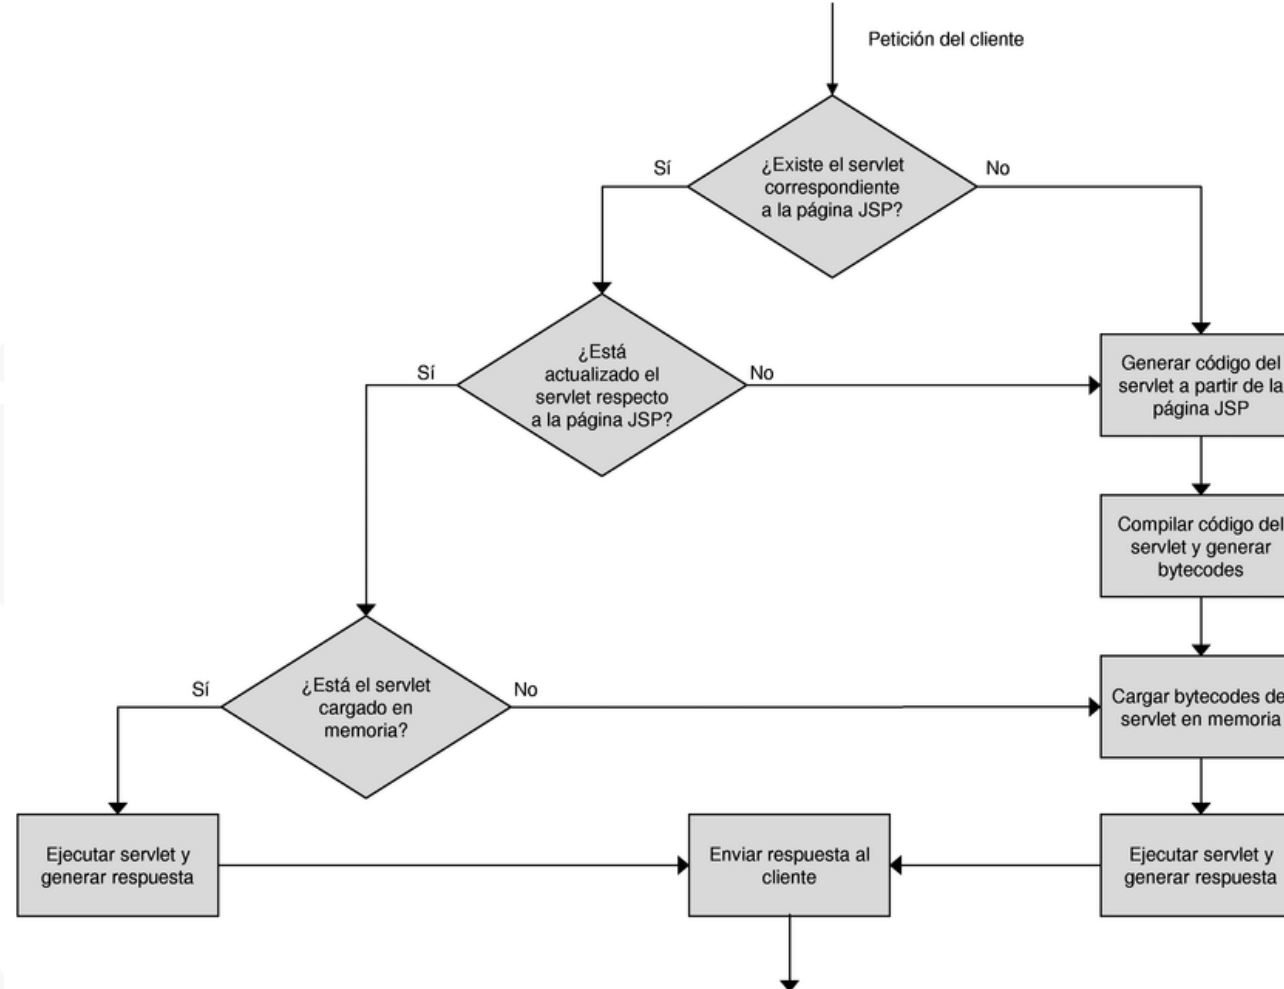 Petición del cliente
¿Existe el servlet
correspondiente
a la página JSP?
Sí
No
¿Está
actualizado el
servlet respecto
a la página JSP?
Sí
No
Generar código del
servlet a partir de la
página JSP
Compilar código del
servlet y generar
bytecodes
¿Está el servlet
cargado en
memoria?
Sí
No
Cargar bytecodes de
servlet en memoria
Ejecutar servlet y
generar respuesta
Enviar respuesta al
cliente
Ejecutar servlet y
generar respuesta